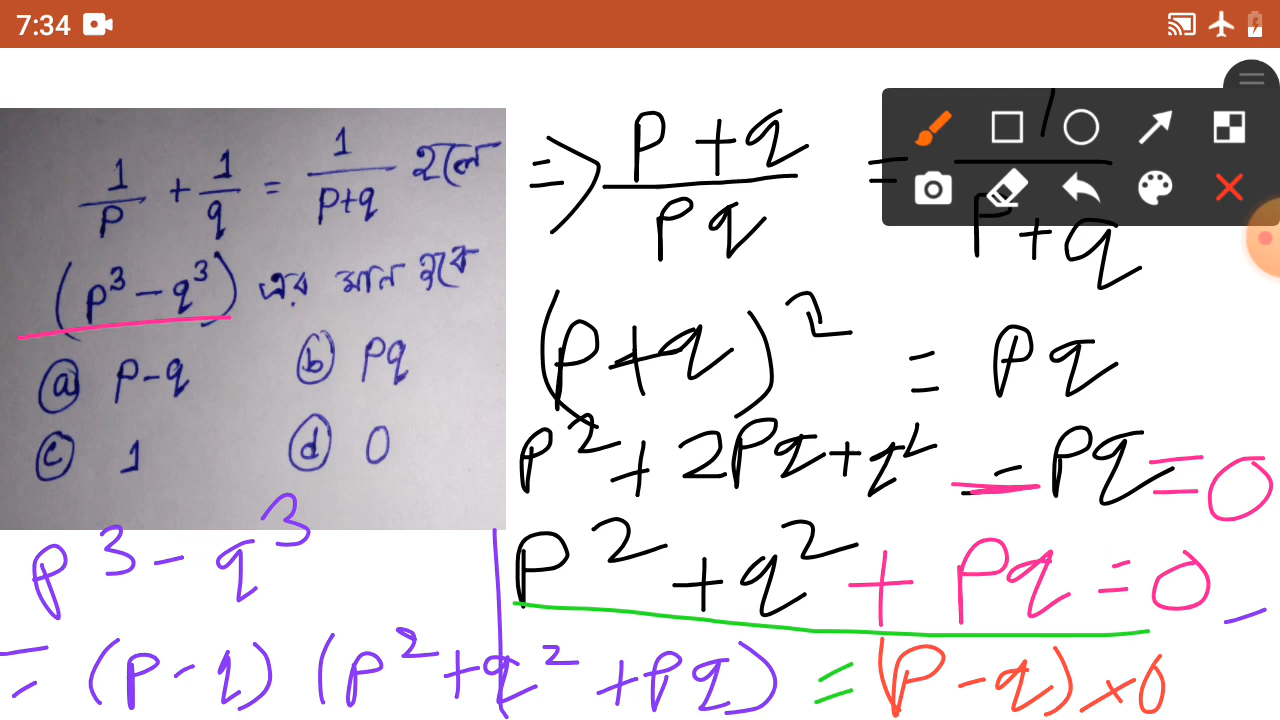 7:34
1/p + 1/q = 1/(p+q) হলে
(p³ – q³) এর মান হবে
ⓐ p-q ⓑ pq
ⓒ 1 ⓓ 0
=> (p+q)/(pq) = 1/(p+q)
(p+q)² = pq
p² + 2pq + q² – pq = 0
p² + q² + pq = 0
p³ – q³
= (p-q) (p² + q² + pq) = (p-q) × 0